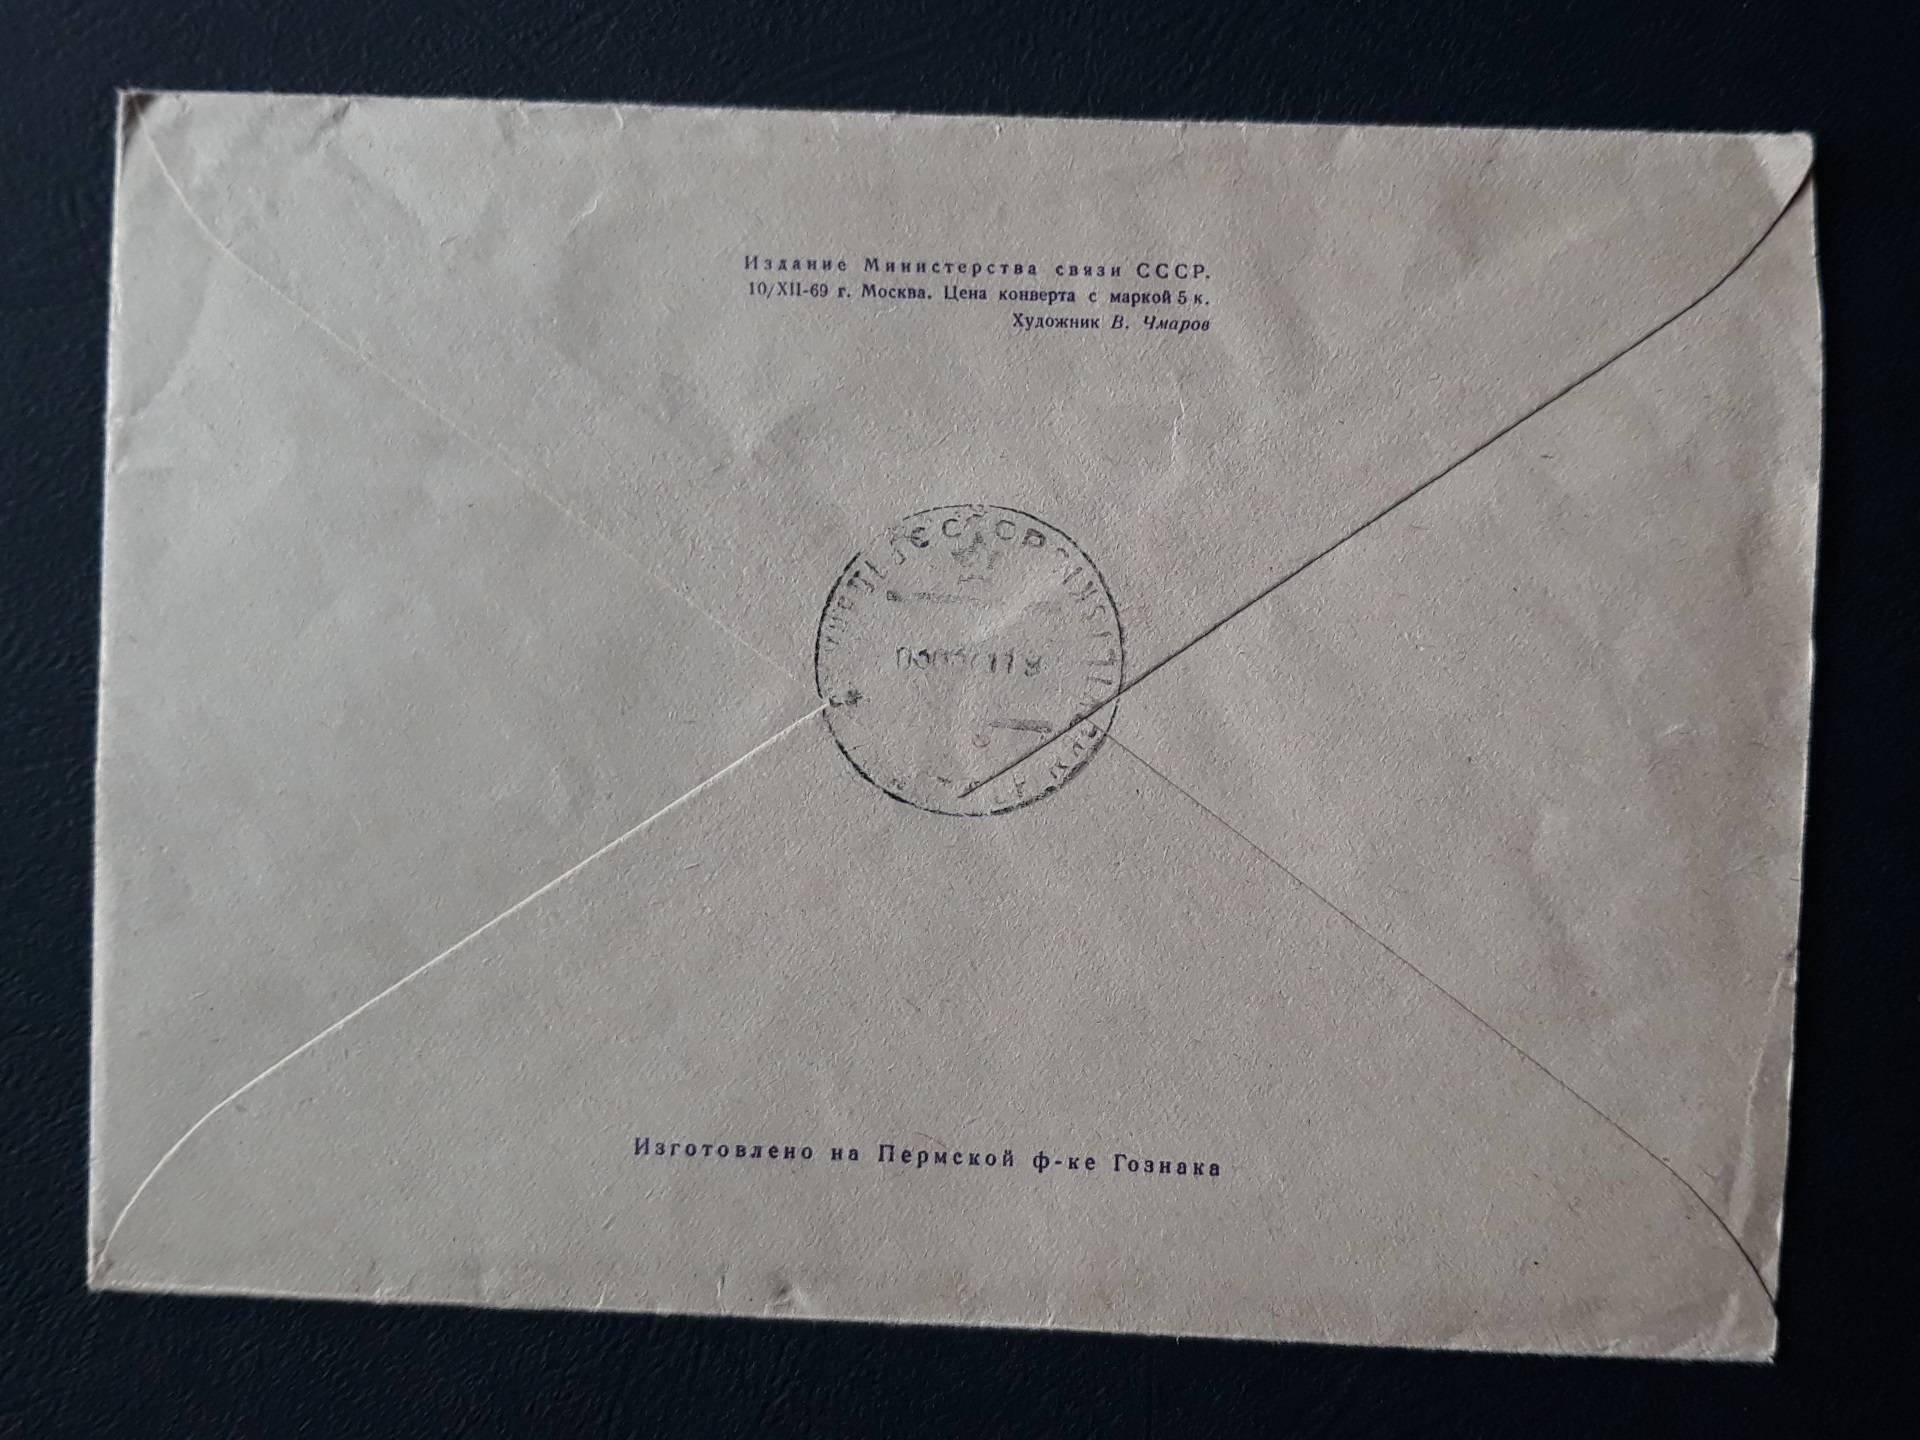 Издание Министерства связи СССР.
10/XII-69 г. Москва. Цена конверта с маркой 5 к.
Художник В. Чмаров
Изготовлено на Пермской ф-ке Гознака